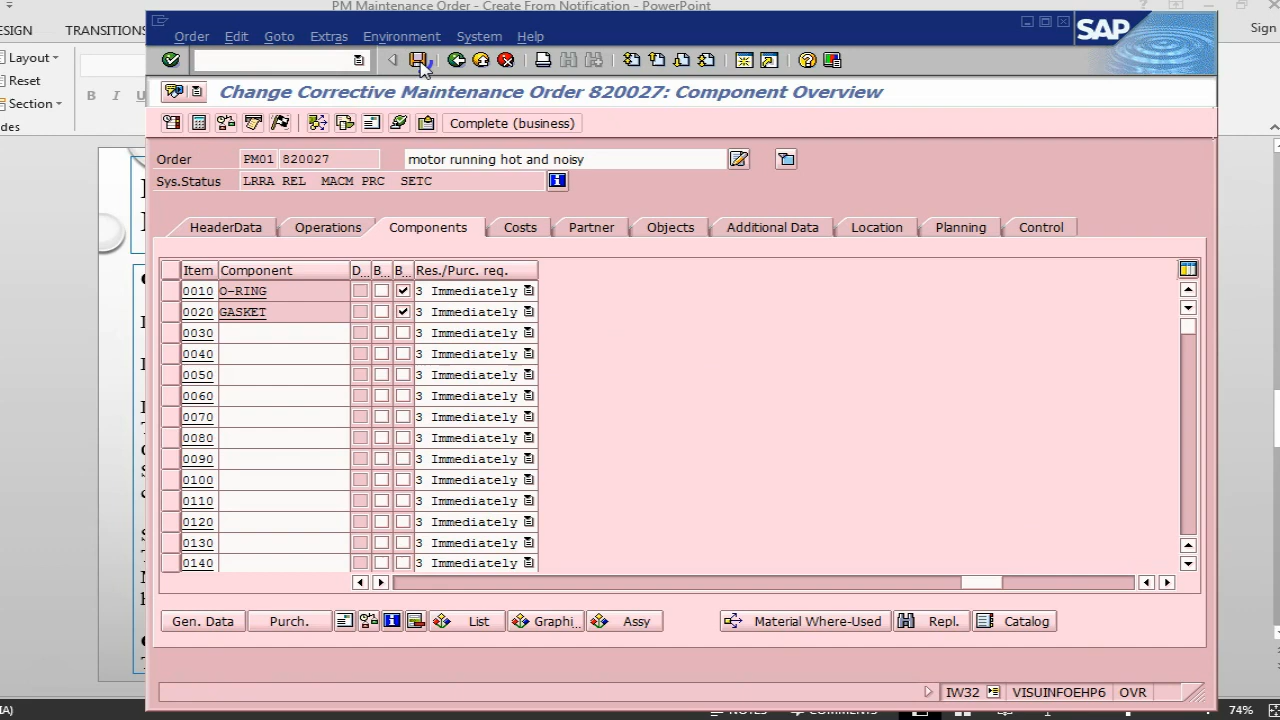 PM Maintenance Order - Create From Notification - PowerPoint
DESIGN TRANSITIONS
Sign
Layout
Reset
Section
B I U
Order Edit Goto Extras Environment System Help
SAP
Change Corrective Maintenance Order 820027: Component Overview
Complete (business)
Order PM01 820027 motor running hot and noisy
Sys.Status LRRA REL MACM PRC SETC
HeaderData Operations Components Costs Partner Objects Additional Data Location Planning Control
Item Component D.. B... B... Res./Purc. req.
0010 O-RING 3 Immediately
0020 GASKET 3 Immediately
0030 3 Immediately
0040 3 Immediately
0050 3 Immediately
0060 3 Immediately
0070 3 Immediately
0080 3 Immediately
0090 3 Immediately
0100 3 Immediately
0110 3 Immediately
0120 3 Immediately
0130 3 Immediately
0140 3 Immediately
Gen. Data Purch. List Graphi.. Assy Material Where-Used Repl. Catalog
IW32 VISUINFOEHP6 OVR
NOTES COMMENTS 74%